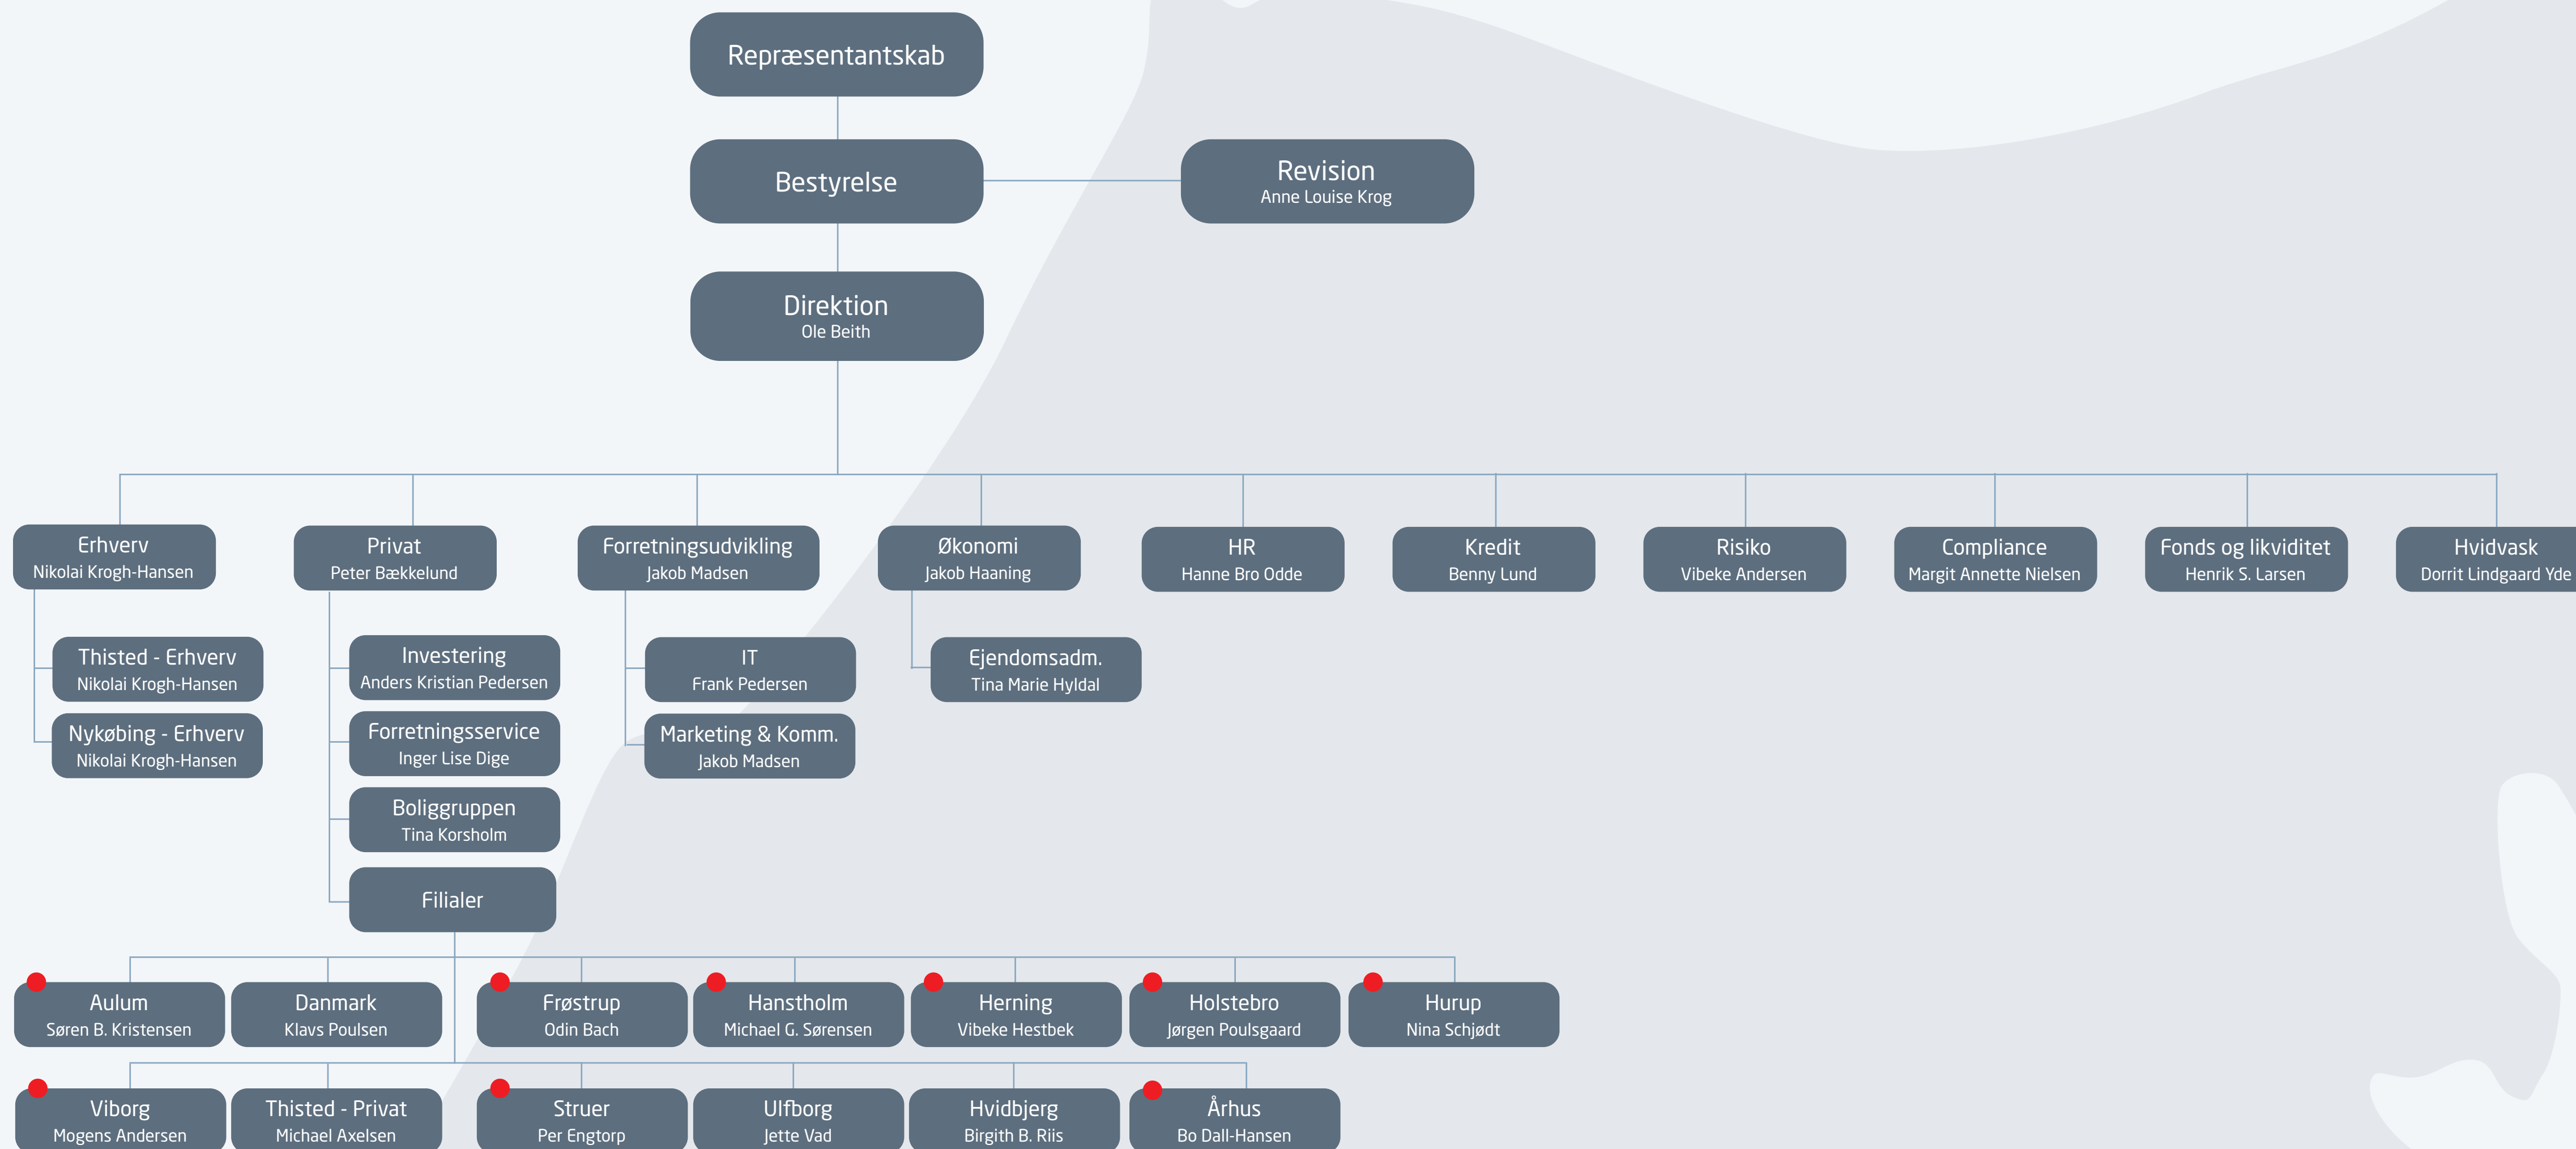 Repræsentantskab
Bestyrelse
Revision
Anne Louise Krog
Direktion
Ole Beith
Erhverv
Nikolai Krogh-Hansen
Privat
Peter Bækkelund
Forretningsudvikling
Jakob Madsen
Økonomi
Jakob Haaning
HR
Hanne Bro Odde
Kredit
Benny Lund
Risiko
Vibeke Andersen
Compliance
Margit Annette Nielsen
Fonds og likviditet
Henrik S. Larsen
Hvidvask
Dorrit Lindgaard Yde
Thisted - Erhverv
Nikolai Krogh-Hansen
Nykøbing - Erhverv
Nikolai Krogh-Hansen
Investering
Anders Kristian Pedersen
Forretningsservice
Inger Lise Dige
Boliggruppen
Tina Korsholm
Filialer
IT
Frank Pedersen
Marketing & Komm.
Jakob Madsen
Ejendomsadm.
Tina Marie Hyldal
Aulum
Søren B. Kristensen
Danmark
Klavs Poulsen
Frøstrup
Odin Bach
Hanstholm
Michael G. Sørensen
Herning
Vibeke Hestbek
Holstebro
Jørgen Poulsgaard
Hurup
Nina Schjødt
Viborg
Mogens Andersen
Thisted - Privat
Michael Axelsen
Struer
Per Engtorp
Ulfborg
Jette Vad
Hvidbjerg
Birgith B. Riis
Århus
Bo Dall-Hansen